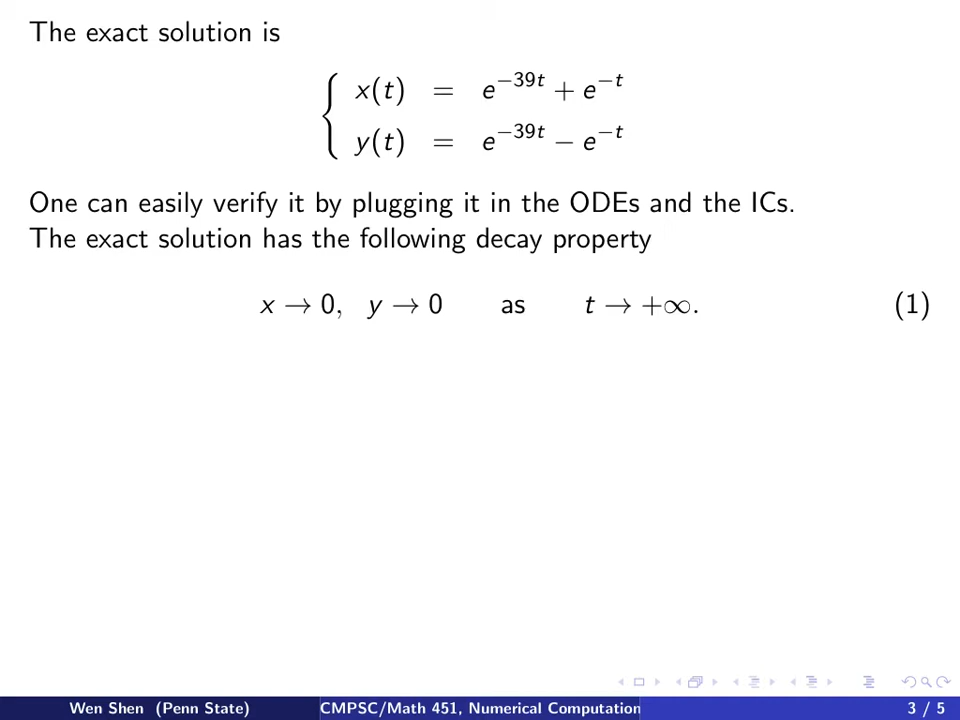 The exact solution is
x(t) = e^{−39t} + e^{−t}
y(t) = e^{−39t} − e^{−t}
One can easily verify it by plugging it in the ODEs and the ICs.
The exact solution has the following decay property
x → 0, y → 0 as t → +∞. (1)
Wen Shen (Penn State) CMPSC/Math 451, Numerical Computation 3 / 5